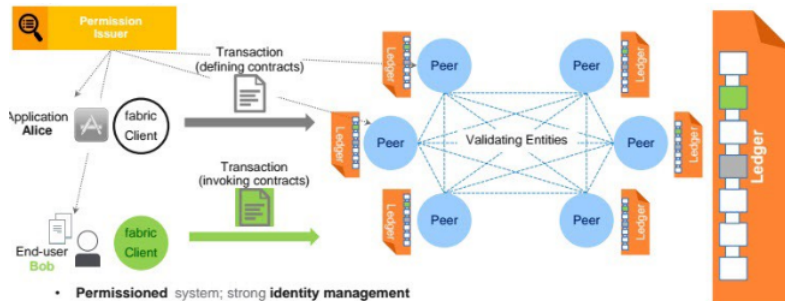 Permission
Issuer
Transaction
(defining contracts)
Application
Alice
fabric
Client
Transaction
(invoking contracts)
End-user
Bob
fabric
Client
Ledger
Peer
Peer
Ledger
Ledger
Peer
Validating Entities
Peer
Ledger
Ledger
Peer
Peer
Ledger
Ledger
• Permissioned system; strong identity management